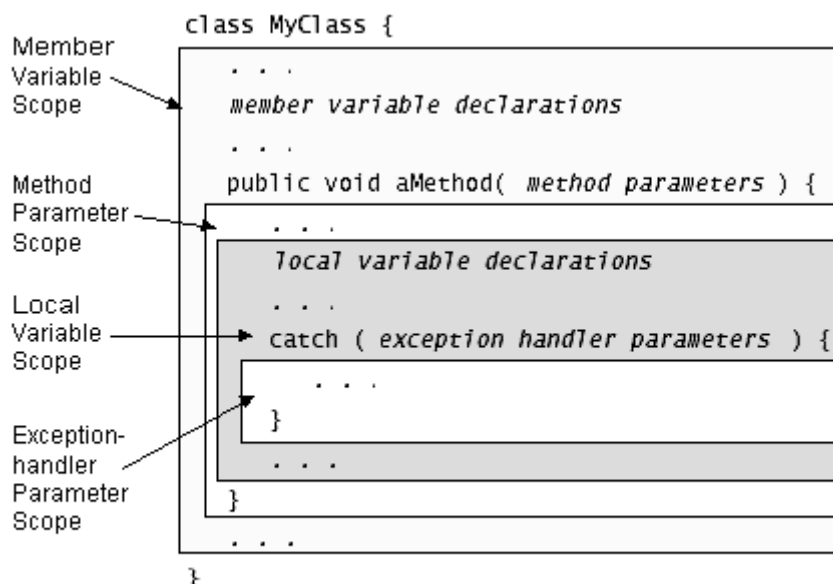 class MyClass {
Member
Variable
Scope
. . .
member variable declarations
. . .
Method
Parameter
Scope
public void aMethod( method parameters ) {
. . .
local variable declarations
. . .
Local
Variable
Scope
catch ( exception handler parameters ) {
. . .
}
Exception-
handler
Parameter
Scope
. . .
}
. . .
}